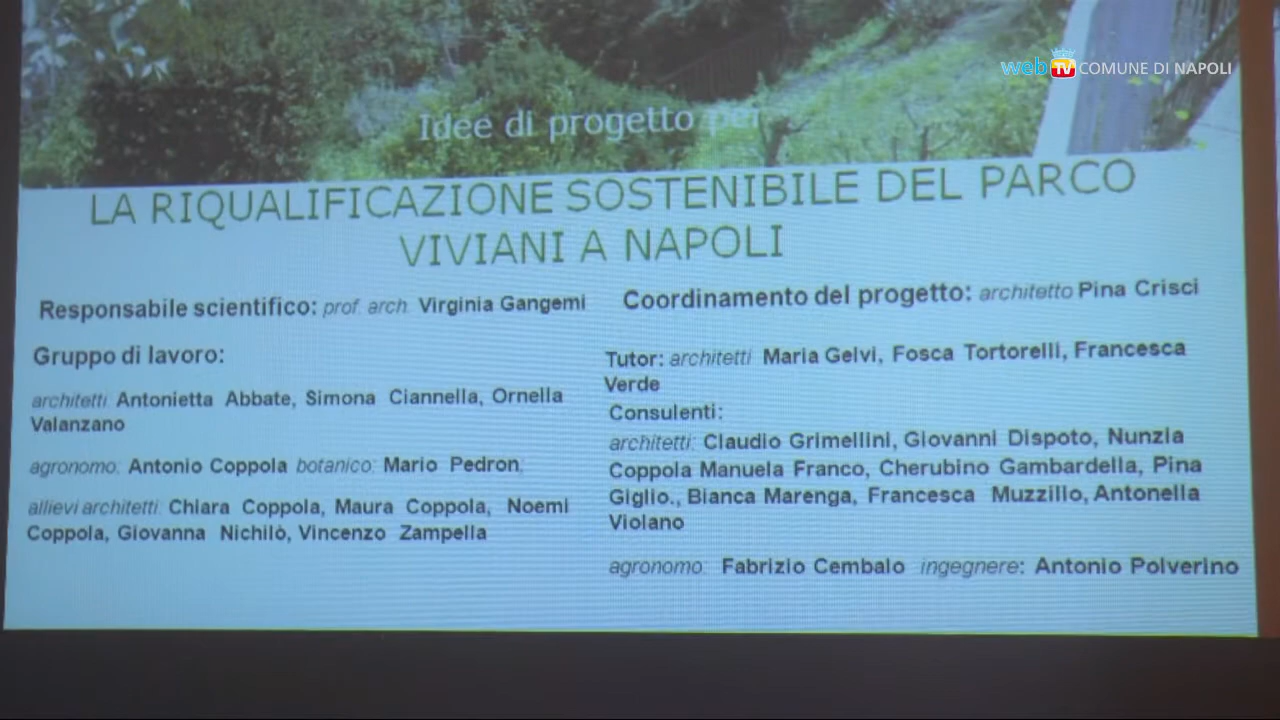 web TV COMUNE DI NAPOLI
Idee di progetto per
LA RIQUALIFICAZIONE SOSTENIBILE DEL PARCO
VIVIANI A NAPOLI
Responsabile scientifico: prof. arch. Virginia Gangemi
Gruppo di lavoro:
architetti: Antonietta Abbate, Simona Ciannella, Ornella
Valanzano
agronomo: Antonio Coppola botanico: Mario Pedron,
allievi architetti: Chiara Coppola, Maura Coppola, Noemi
Coppola, Giovanna Nichilò, Vincenzo Zampella
Coordinamento del progetto: architetto Pina Crisci
Tutor: architetti Maria Gelvi, Fosca Tortorelli, Francesca
Verde
Consulenti:
architetti: Claudio Grimellini, Giovanni Dispoto, Nunzia
Coppola Manuela Franco, Cherubino Gambardella, Pina
Giglio., Bianca Marenga, Francesca Muzzillo, Antonella
Violano
agronomo: Fabrizio Cembalo ingegnere: Antonio Polverino